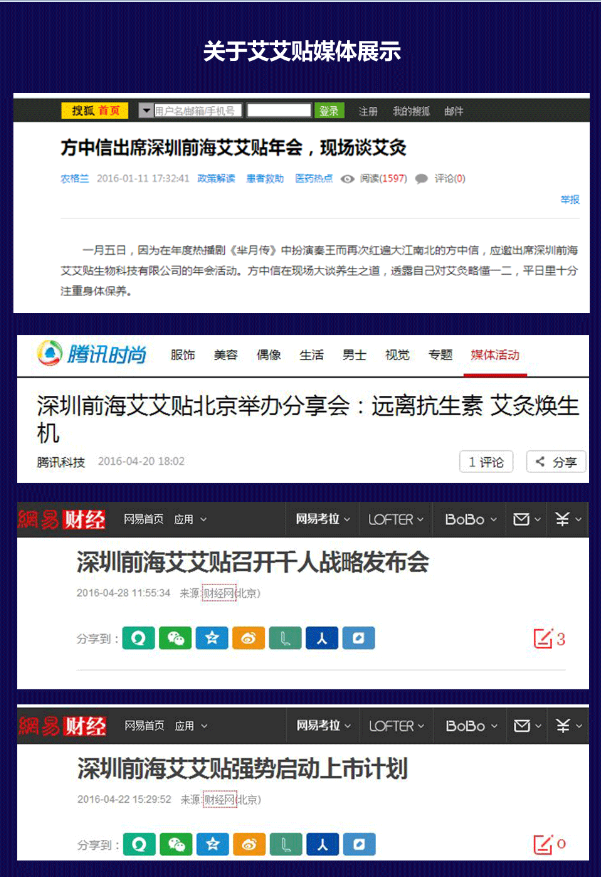 关于艾艾贴媒体展示
搜狐 首页 用户名/邮箱/手机号 登录 注册 我的搜狐 邮件
方中信出席深圳前海艾艾贴年会，现场谈艾灸
农格兰 2016-01-11 17:32:41 政策解读 患者救助 医药热点 阅读(1597) 评论(0)
举报
一月五日，因为在年度热播剧《芈月传》中扮演秦王而再次红遍大江南北的方中信，应邀出席深圳前海
艾艾贴生物科技有限公司的年会活动。方中信在现场大谈养生之道，透露自己对艾灸略懂一二，平日里十分
注重身体保养。
腾讯时尚 服饰 美容 偶像 生活 男士 视觉 专题 媒体活动
深圳前海艾艾贴北京举办分享会：远离抗生素 艾灸焕生
机
腾讯科技 2016-04-20 18:02 1 评论 分享
網易财经 网易首页 应用 网易考拉 LOFTER BoBo
深圳前海艾艾贴召开千人战略发布会
2016-04-28 11:55:34 来源:财经网(北京)
分享到： 3
網易财经 网易首页 应用 网易考拉 LOFTER BoBo
深圳前海艾艾贴强势启动上市计划
2016-04-22 15:29:52 来源:财经网(北京)
分享到： 0